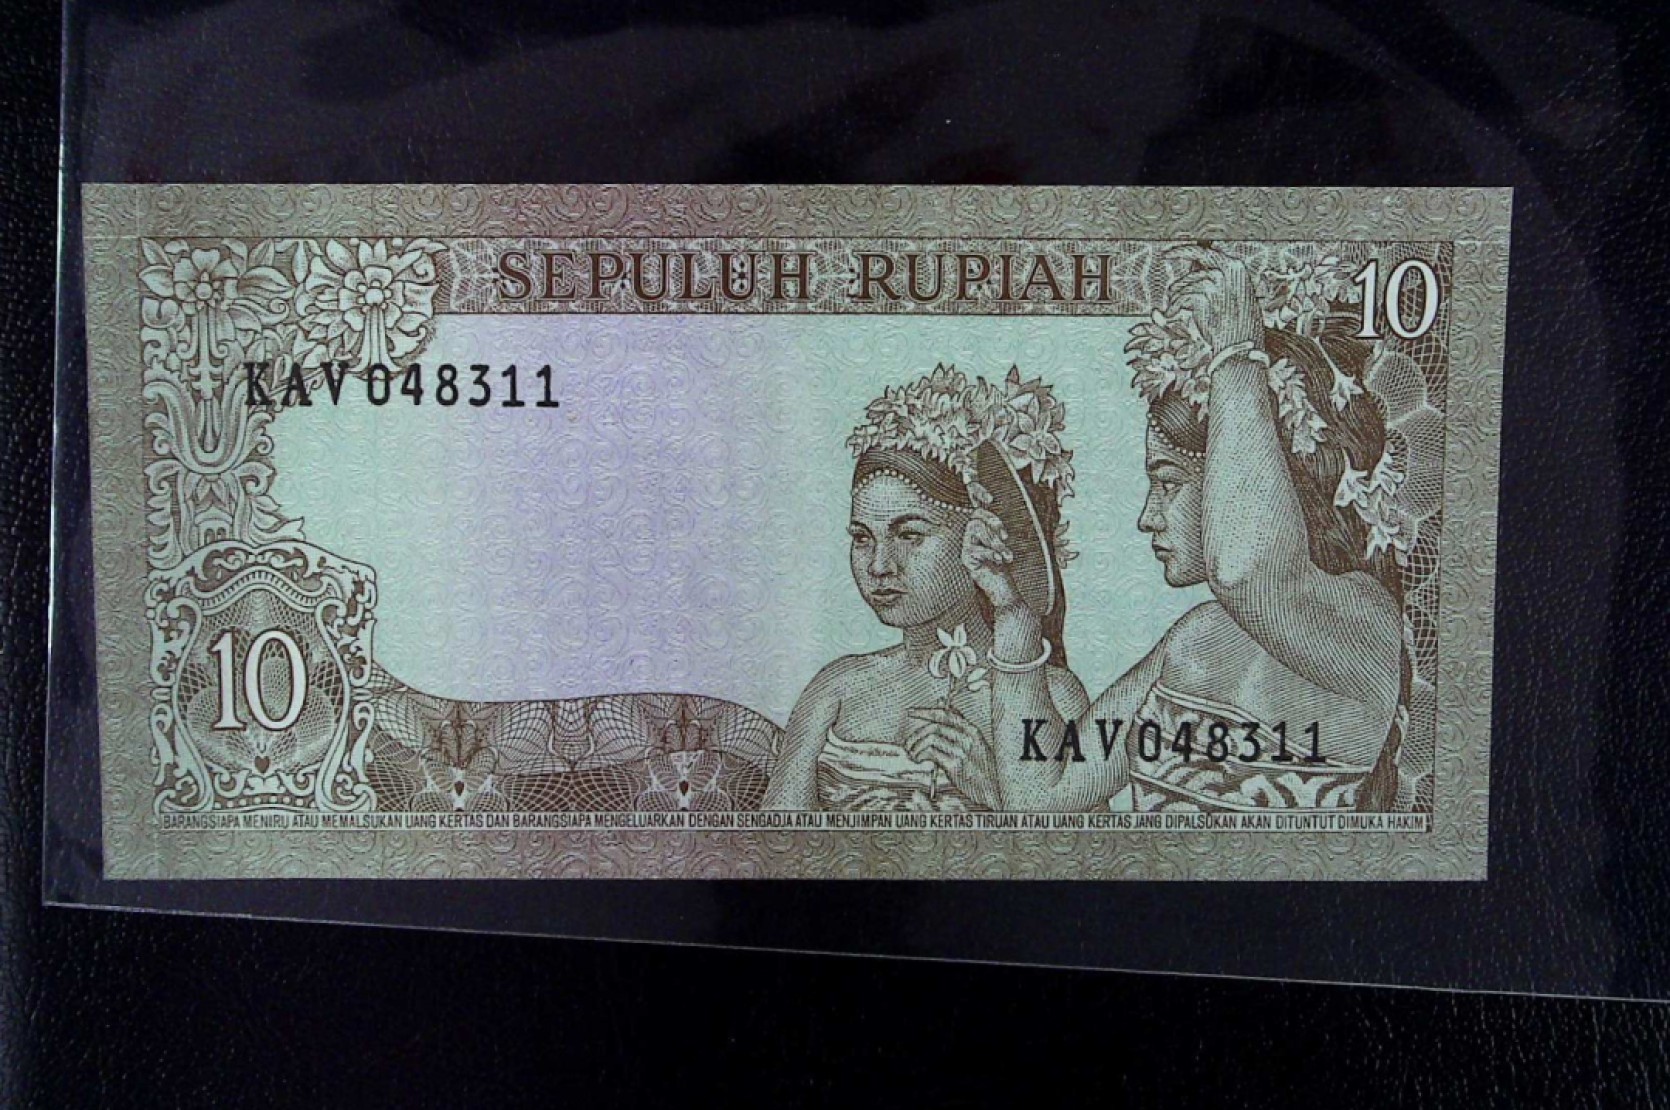 SEPULUH RUPIAH
10
KAV048311
10
KAV048311
BARANGSIAPA MENIRU ATAU MEMALSUKAN UANG KERTAS DAN BARANGSIAPA MENGELUARKAN DENGAN SENGADJA ATAU MENJIMPAN UANG KERTAS TIRUAN ATAU UANG KERTAS JANG DIPALSUKAN AKAN DITUNTUT DIMUKA HAKIM